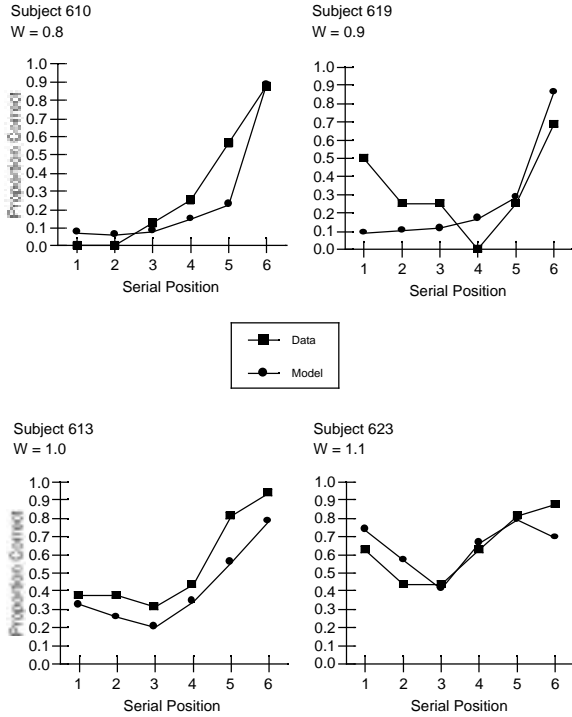 Subject 610
W = 0.8
Subject 619
W = 0.9
Proportion Correct
1.0
0.9
0.8
0.7
0.6
0.5
0.4
0.3
0.2
0.1
0.0
1 2 3 4 5 6
Serial Position
1.0
0.9
0.8
0.7
0.6
0.5
0.4
0.3
0.2
0.1
0.0
1 2 3 4 5 6
Serial Position
Data
Model
Subject 613
W = 1.0
Subject 623
W = 1.1
Proportion Correct
1.0
0.9
0.8
0.7
0.6
0.5
0.4
0.3
0.2
0.1
0.0
1 2 3 4 5 6
Serial Position
1.0
0.9
0.8
0.7
0.6
0.5
0.4
0.3
0.2
0.1
0.0
1 2 3 4 5 6
Serial Position